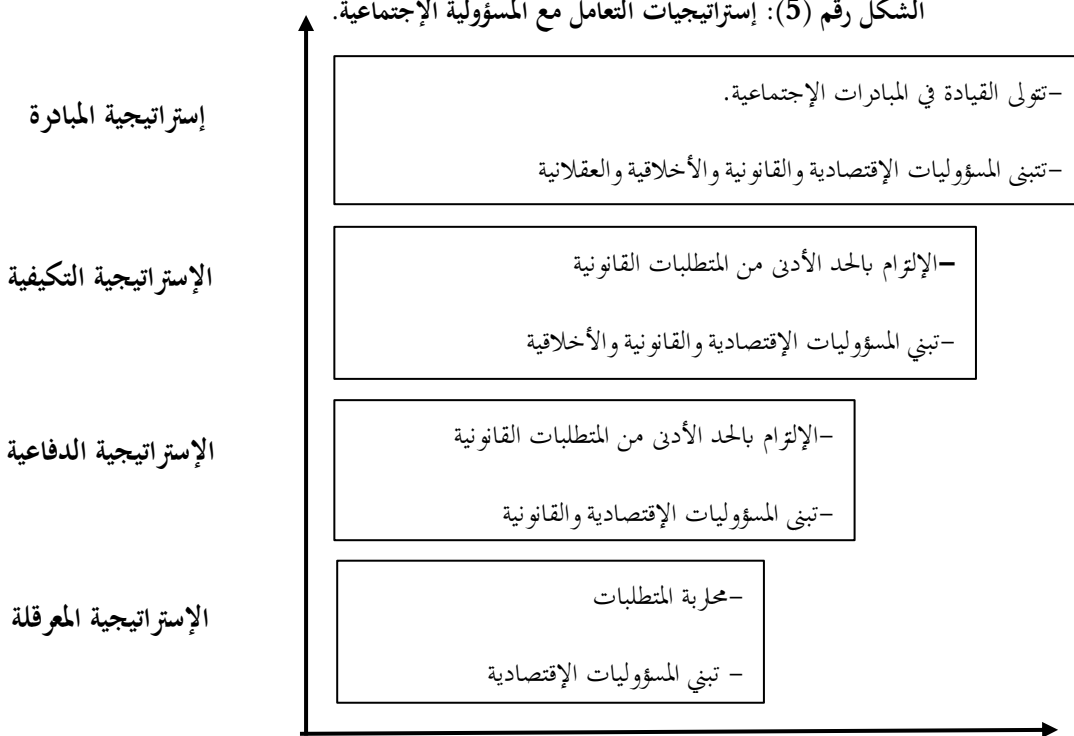 الشكل رقم (5): إستراتيجيات التعامل مع المسؤولية الإجتماعية.
إستراتيجية المبادرة
-تتولى القيادة في المبادرات الإجتماعية.
-تتبنى المسؤوليات الإقتصادية والقانونية والأخلاقية والعقلانية
الإستراتيجية التكيفية
-الإلتزام بالحد الأدنى من المتطلبات القانونية
-تبني المسؤوليات الإقتصادية والقانونية والأخلاقية
الإستراتيجية الدفاعية
-الإلتزام بالحد الأدنى من المتطلبات القانونية
-تبنى المسؤوليات الإقتصادية والقانونية
الإستراتيجية المعرقلة
-محاربة المتطلبات
- تبني المسؤوليات الإقتصادية